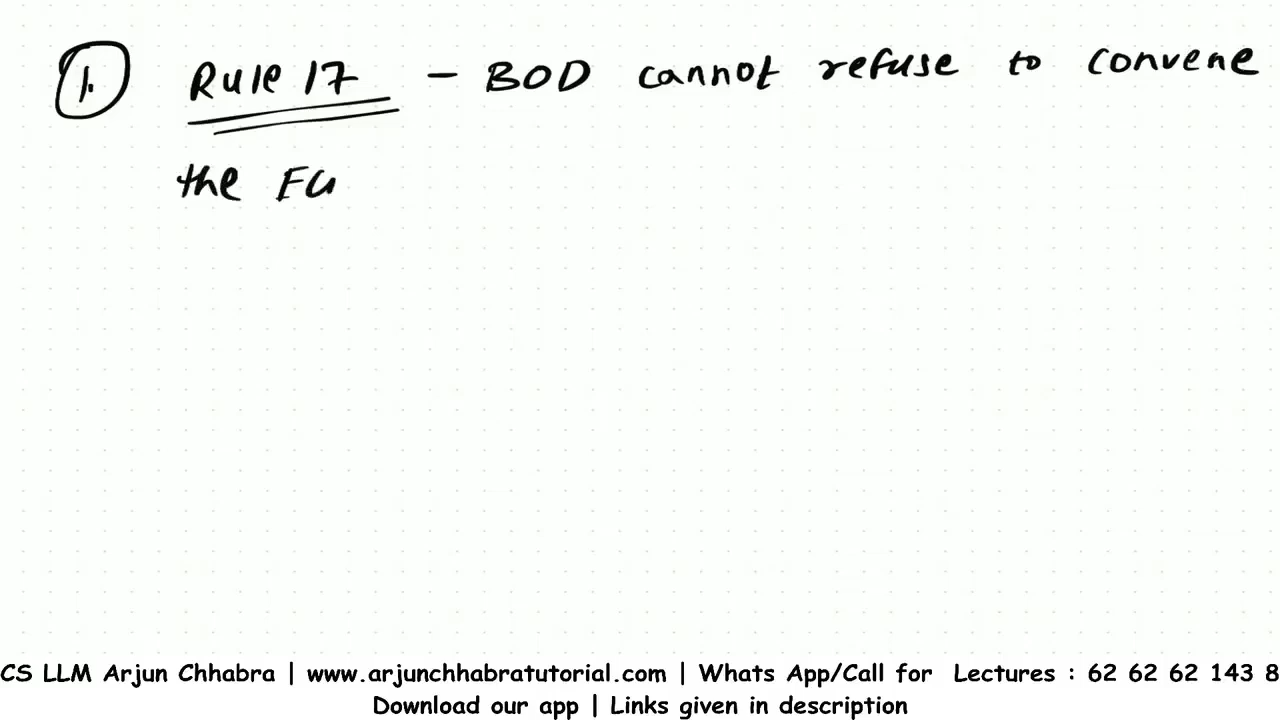 1. Rule 17 - BOD cannot refuse to convene
the EG
CS LLM Arjun Chhabra | www.arjunchhabratutorial.com | Whats App/Call for Lectures : 62 62 62 143 8
Download our app | Links given in description